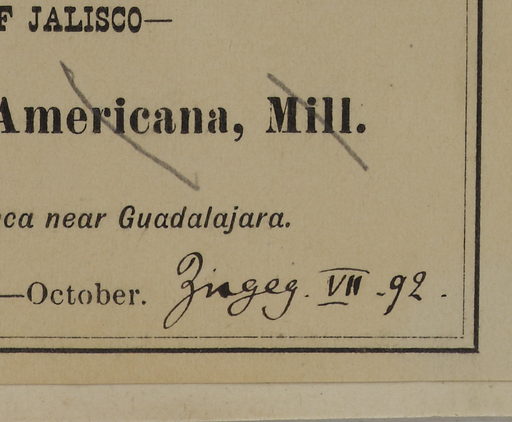 F JALISCO—
Americana, Mill.
ca near Guadalajara.
—October. Zugeg. VII -92.